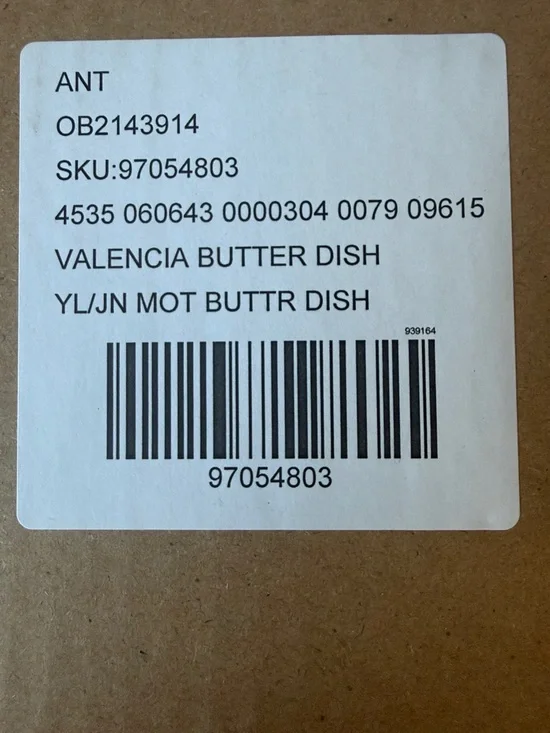 ANT
OB2143914
SKU:97054803
4535 060643 0000304 0079 09615
VALENCIA BUTTER DISH
YL/JN MOT BUTTR DISH
939164
97054803